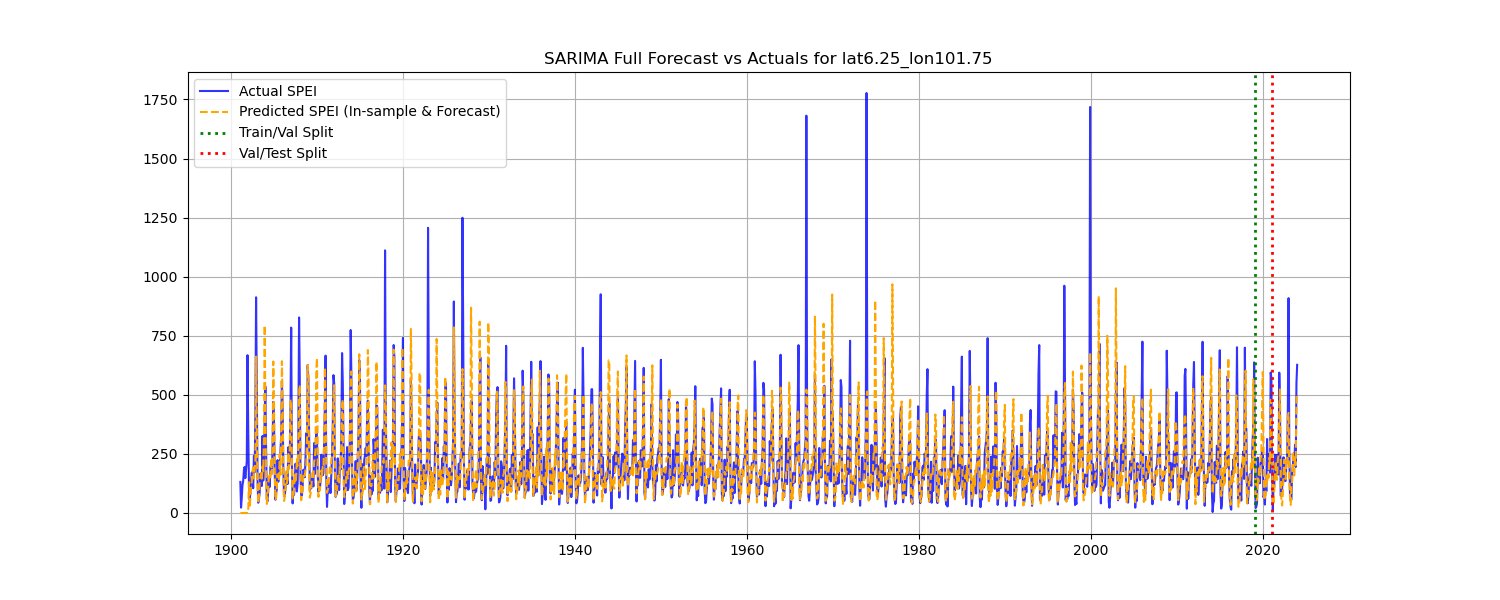 SARIMA Full Forecast vs Actuals for lat6.25_lon101.75
Actual SPEI
Predicted SPEI (In-sample & Forecast)
Train/Val Split
Val/Test Split
1750
1500
1250
1000
750
500
250
0
1900 1920 1940 1960 1980 2000 2020